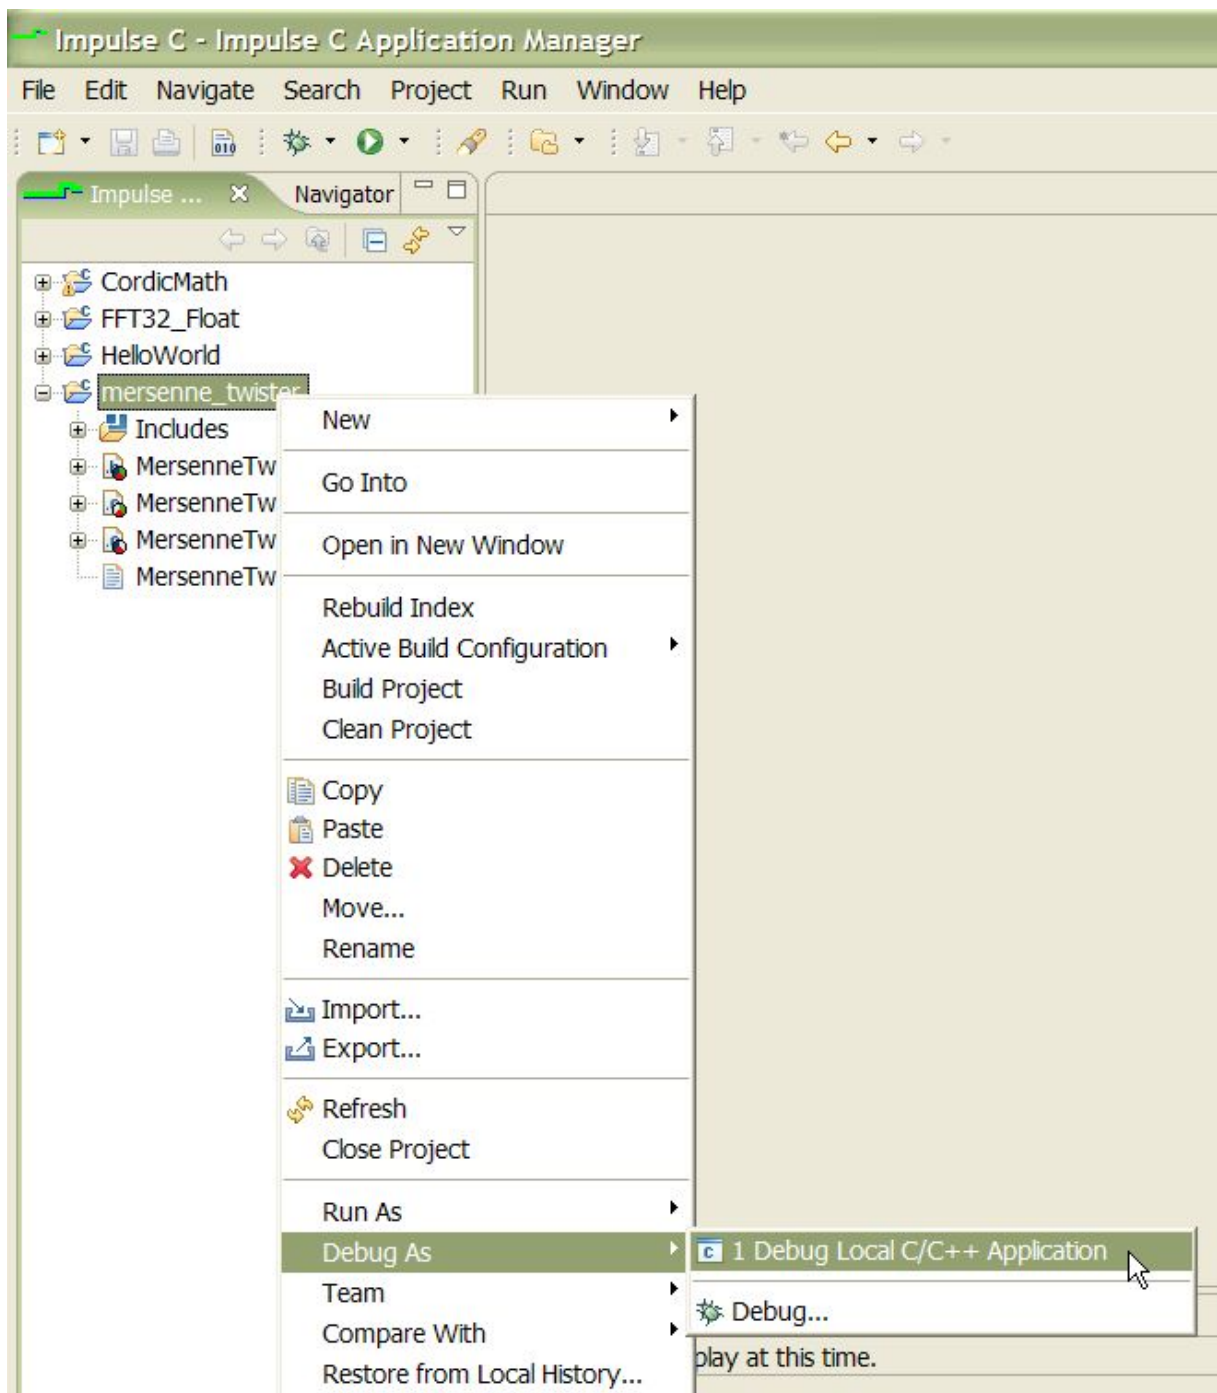 Impulse C - Impulse C Application Manager
File Edit Navigate Search Project Run Window Help
010
Impulse ... Navigator
CordicMath
FFT32_Float
HelloWorld
mersenne_twister
Includes
MersenneTw
MersenneTw
MersenneTw
MersenneTw
New
Go Into
Open in New Window
Rebuild Index
Active Build Configuration
Build Project
Clean Project
Copy
Paste
Delete
Move...
Rename
Import...
Export...
Refresh
Close Project
Run As
Debug As
1 Debug Local C/C++ Application
Team
Debug...
Compare With
play at this time.
Restore from Local History...